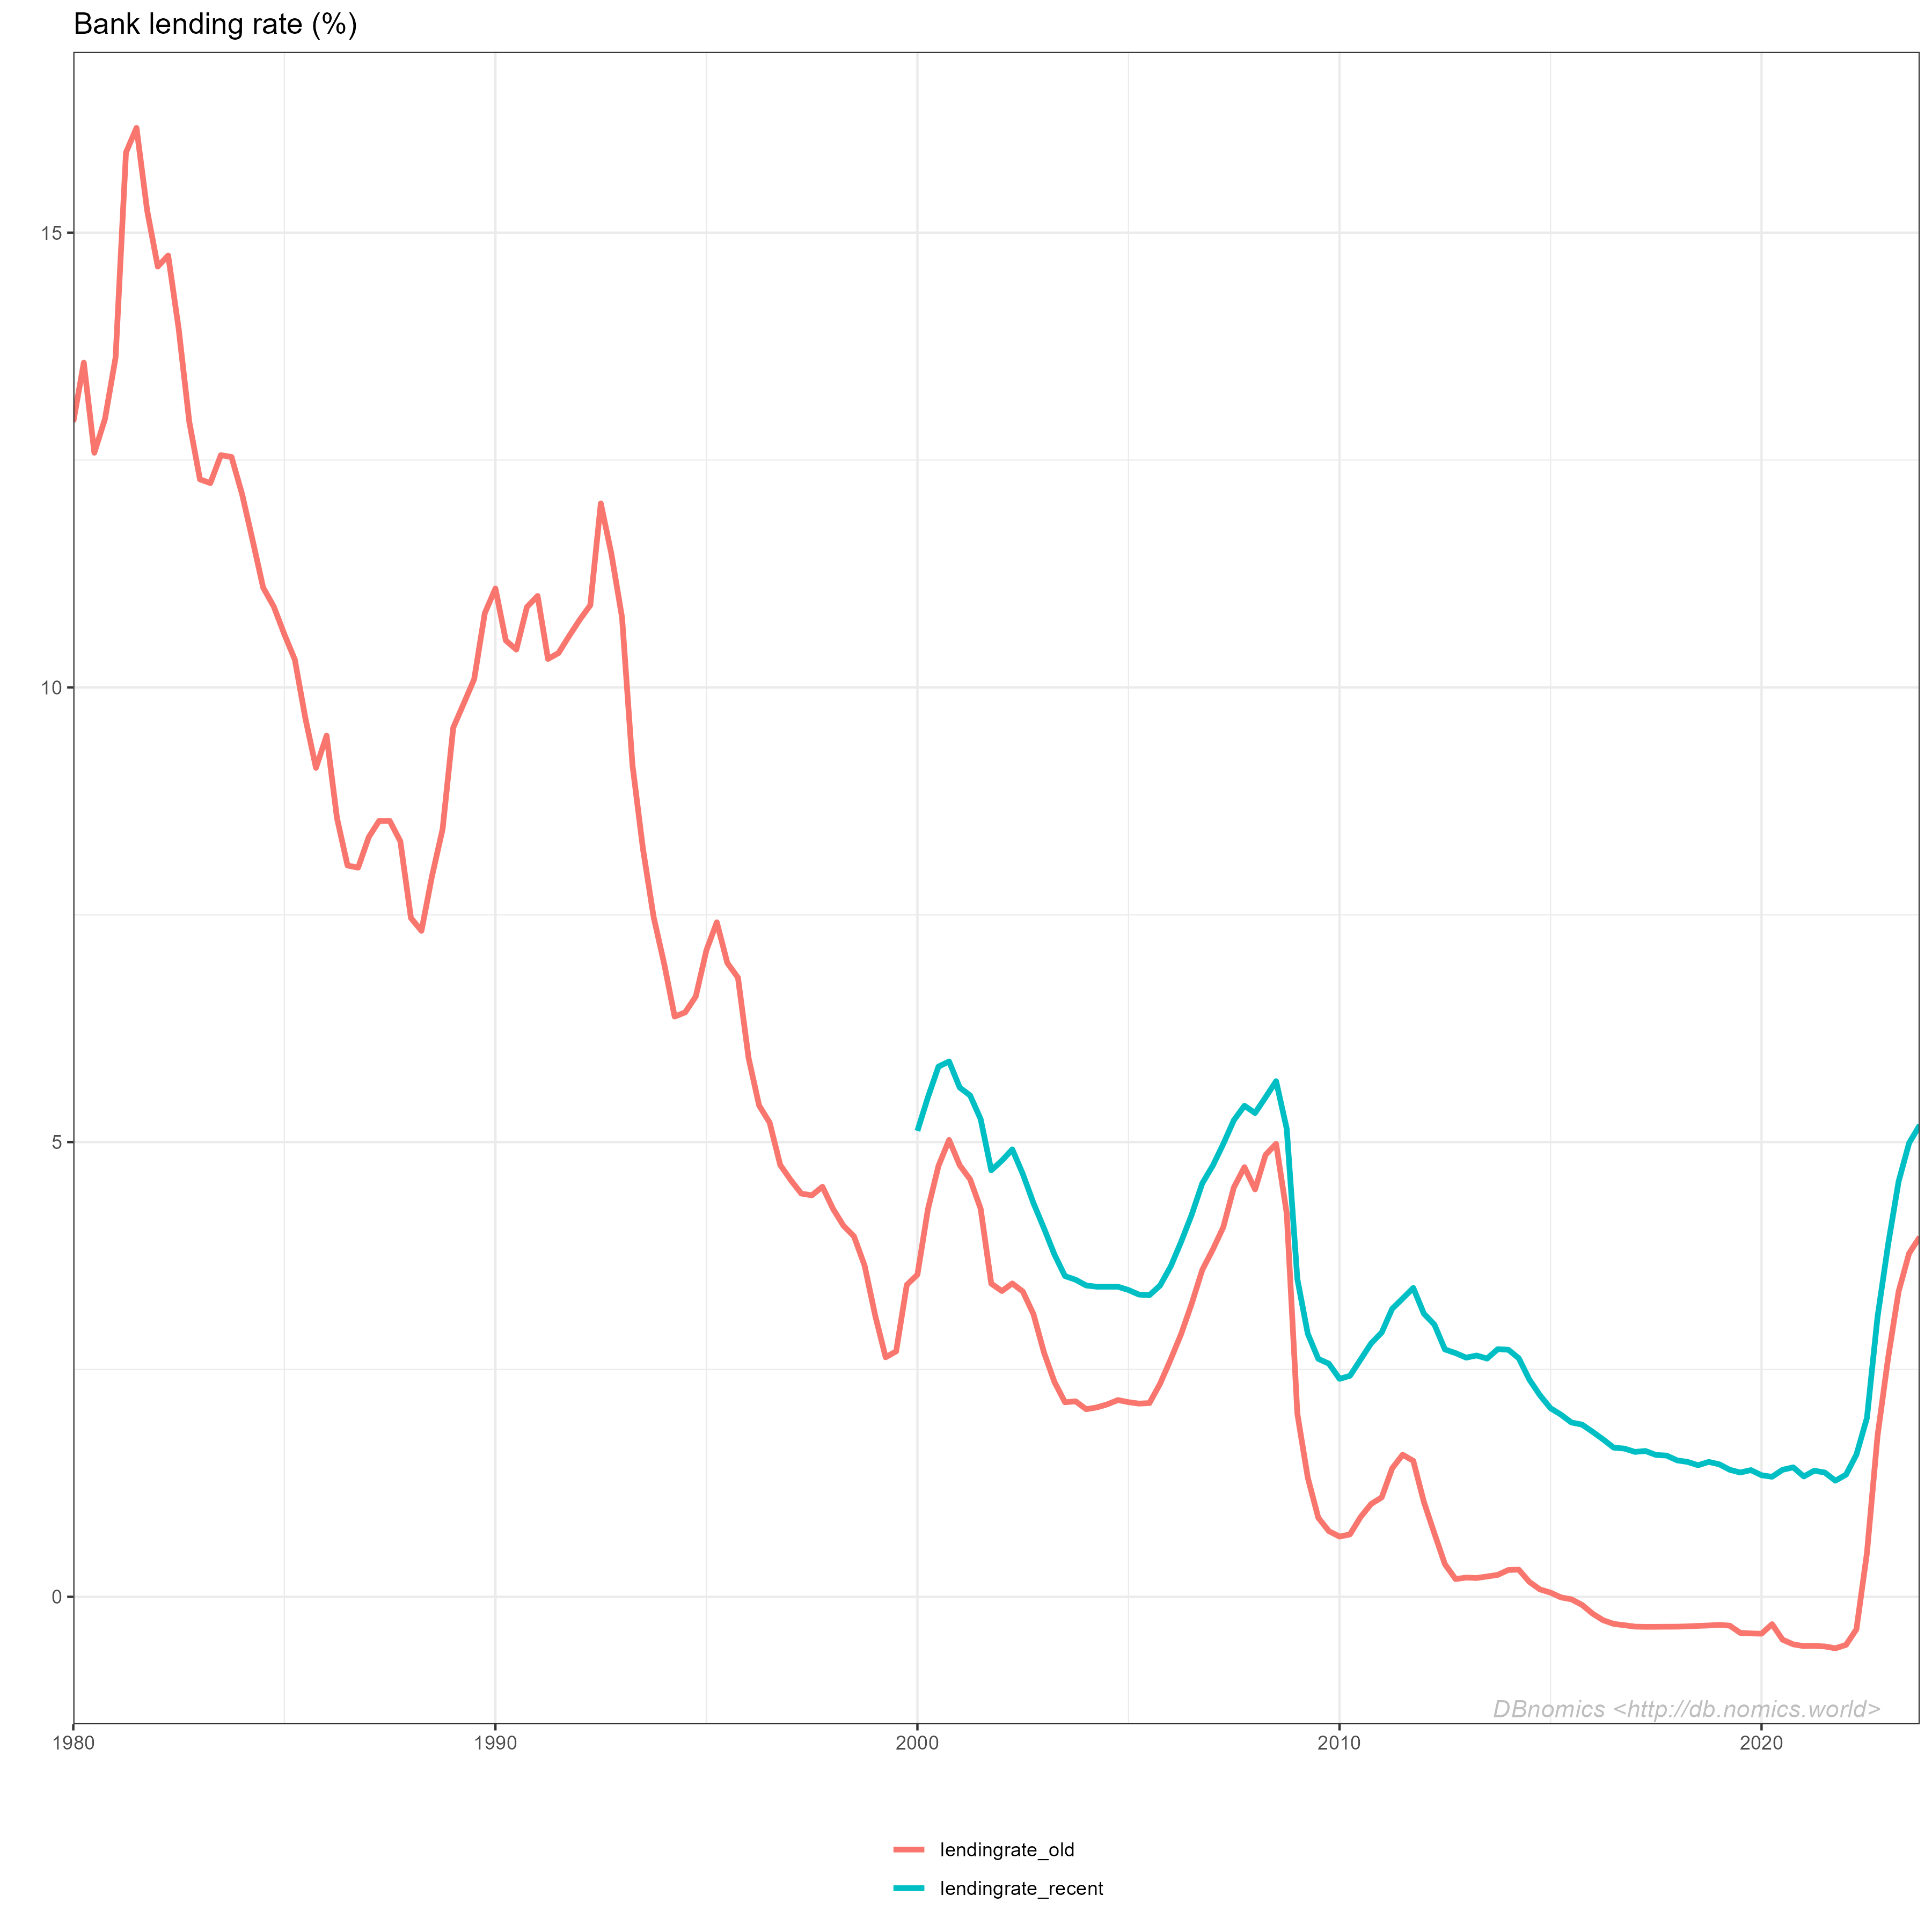 Bank lending rate (%)
15
10
5
0
DBnomics <http://db.nomics.world>
1980 1990 2000 2010 2020
lendingrate_old
lendingrate_recent